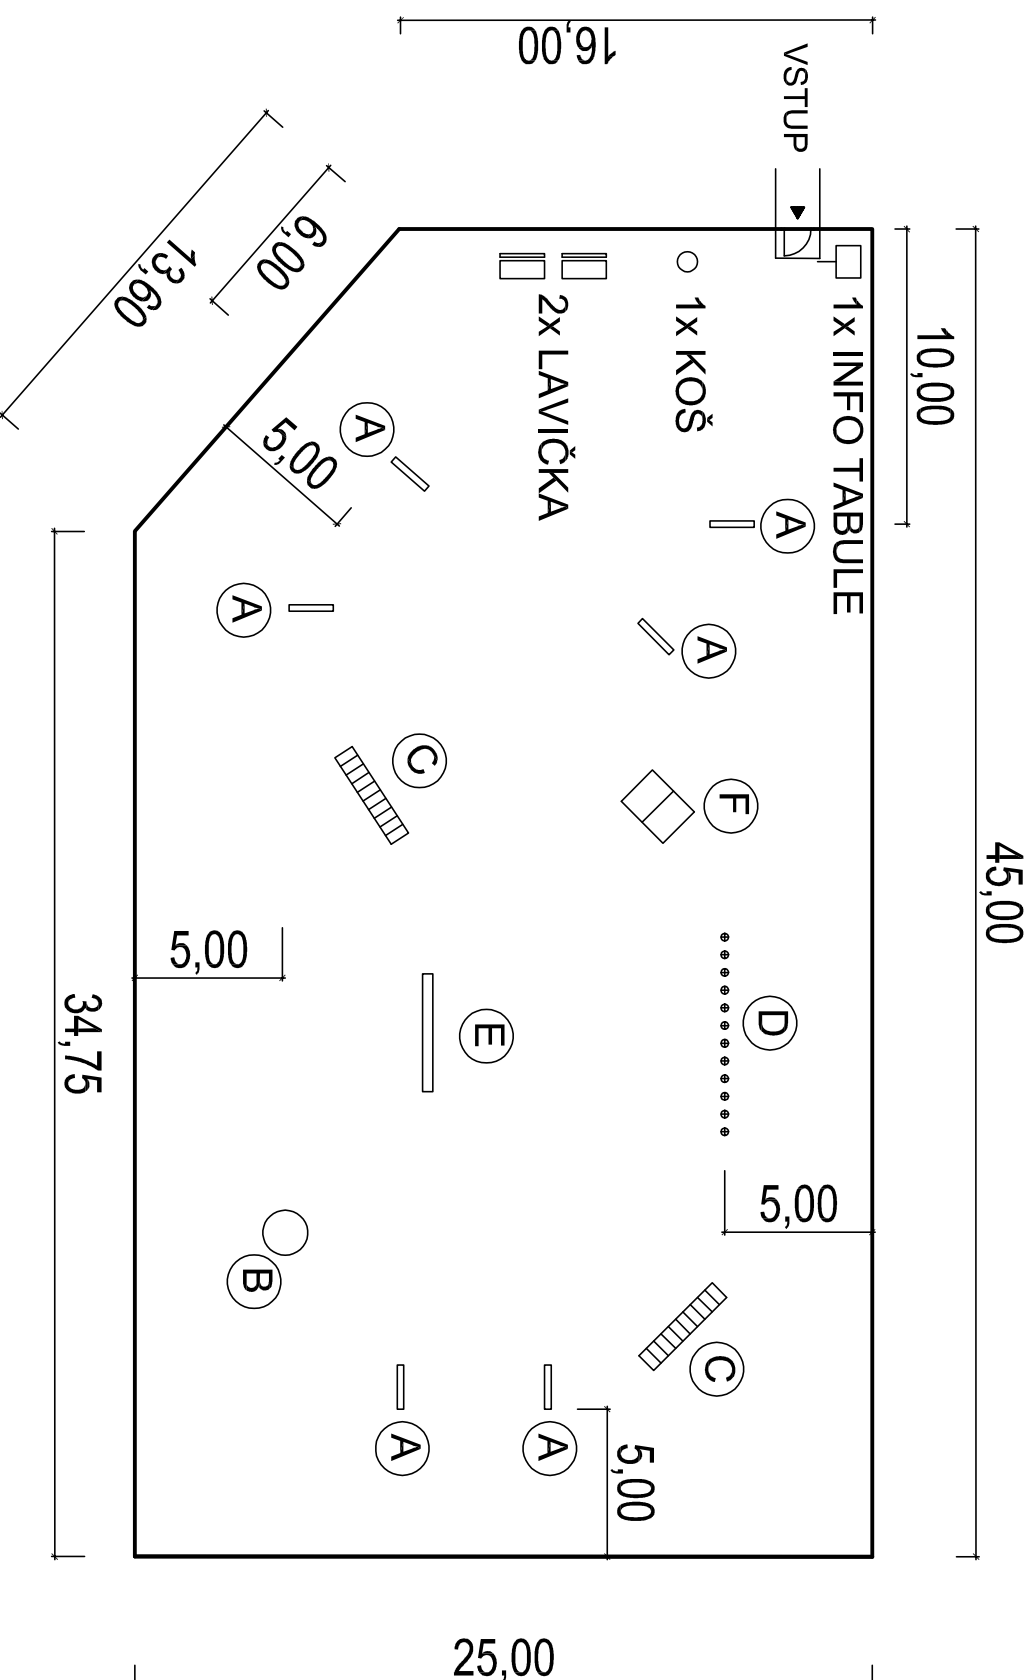 16,00
VSTUP
6,00
13,60
10,00
1x INFO TABULE
1x KOŠ
2x LAVIČKA
A
5,00
A
A
A
C
F
45,00
5,00
34,75
E
D
5,00
B
C
A
A
5,00
25,00